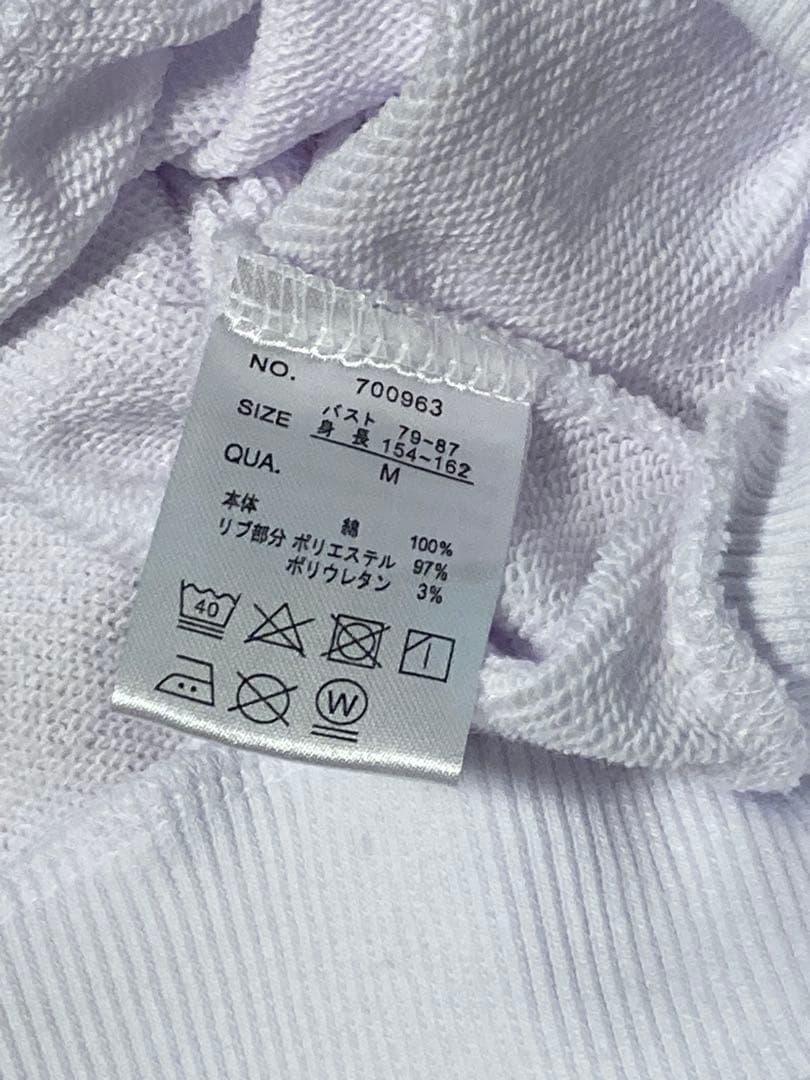 NO. 700963
SIZE バスト 79-87
身長 154~162
QUA. M
本体 綿 100%
リブ部分 ポリエステル 97%
ポリウレタン 3%
40
W